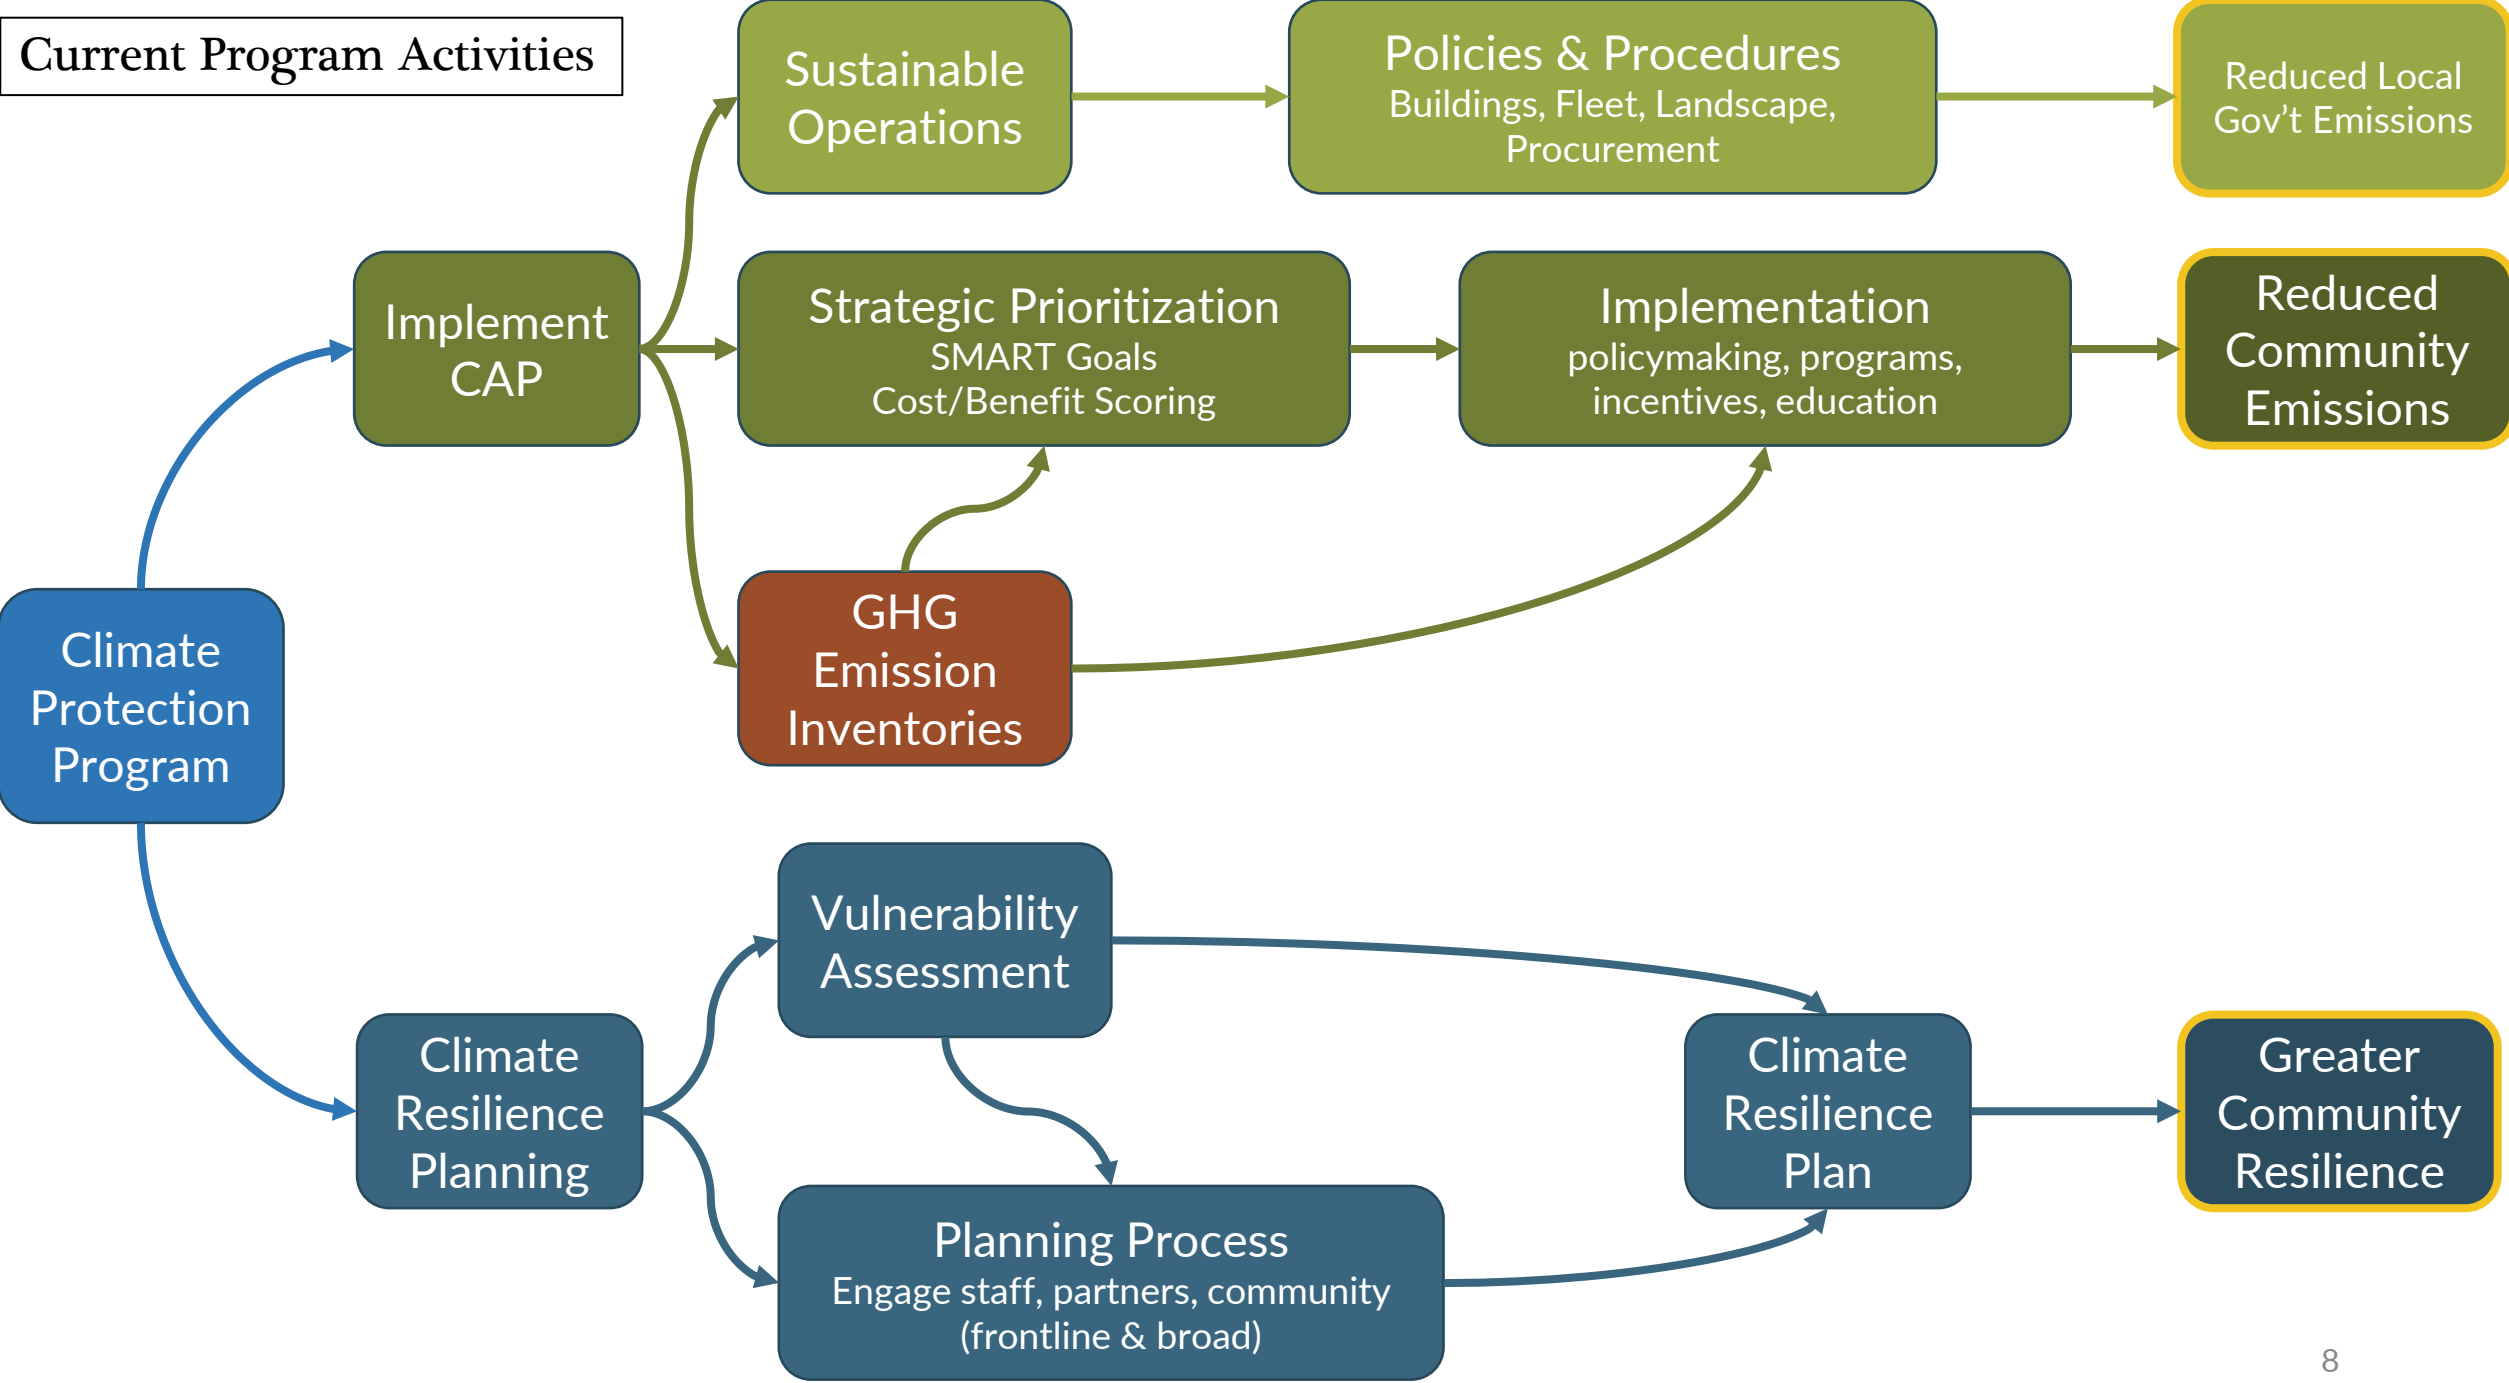 Current Program Activities
Sustainable
Operations
Policies & Procedures
Buildings, Fleet, Landscape,
Procurement
Reduced Local
Gov’t Emissions
Implement
CAP
Strategic Prioritization
SMART Goals
Cost/Benefit Scoring
Implementation
policymaking, programs,
incentives, education
Reduced
Community
Emissions
GHG
Emission
Inventories
Climate
Protection
Program
Vulnerability
Assessment
Climate
Resilience
Planning
Climate
Resilience
Plan
Greater
Community
Resilience
Planning Process
Engage staff, partners, community
(frontline & broad)
8